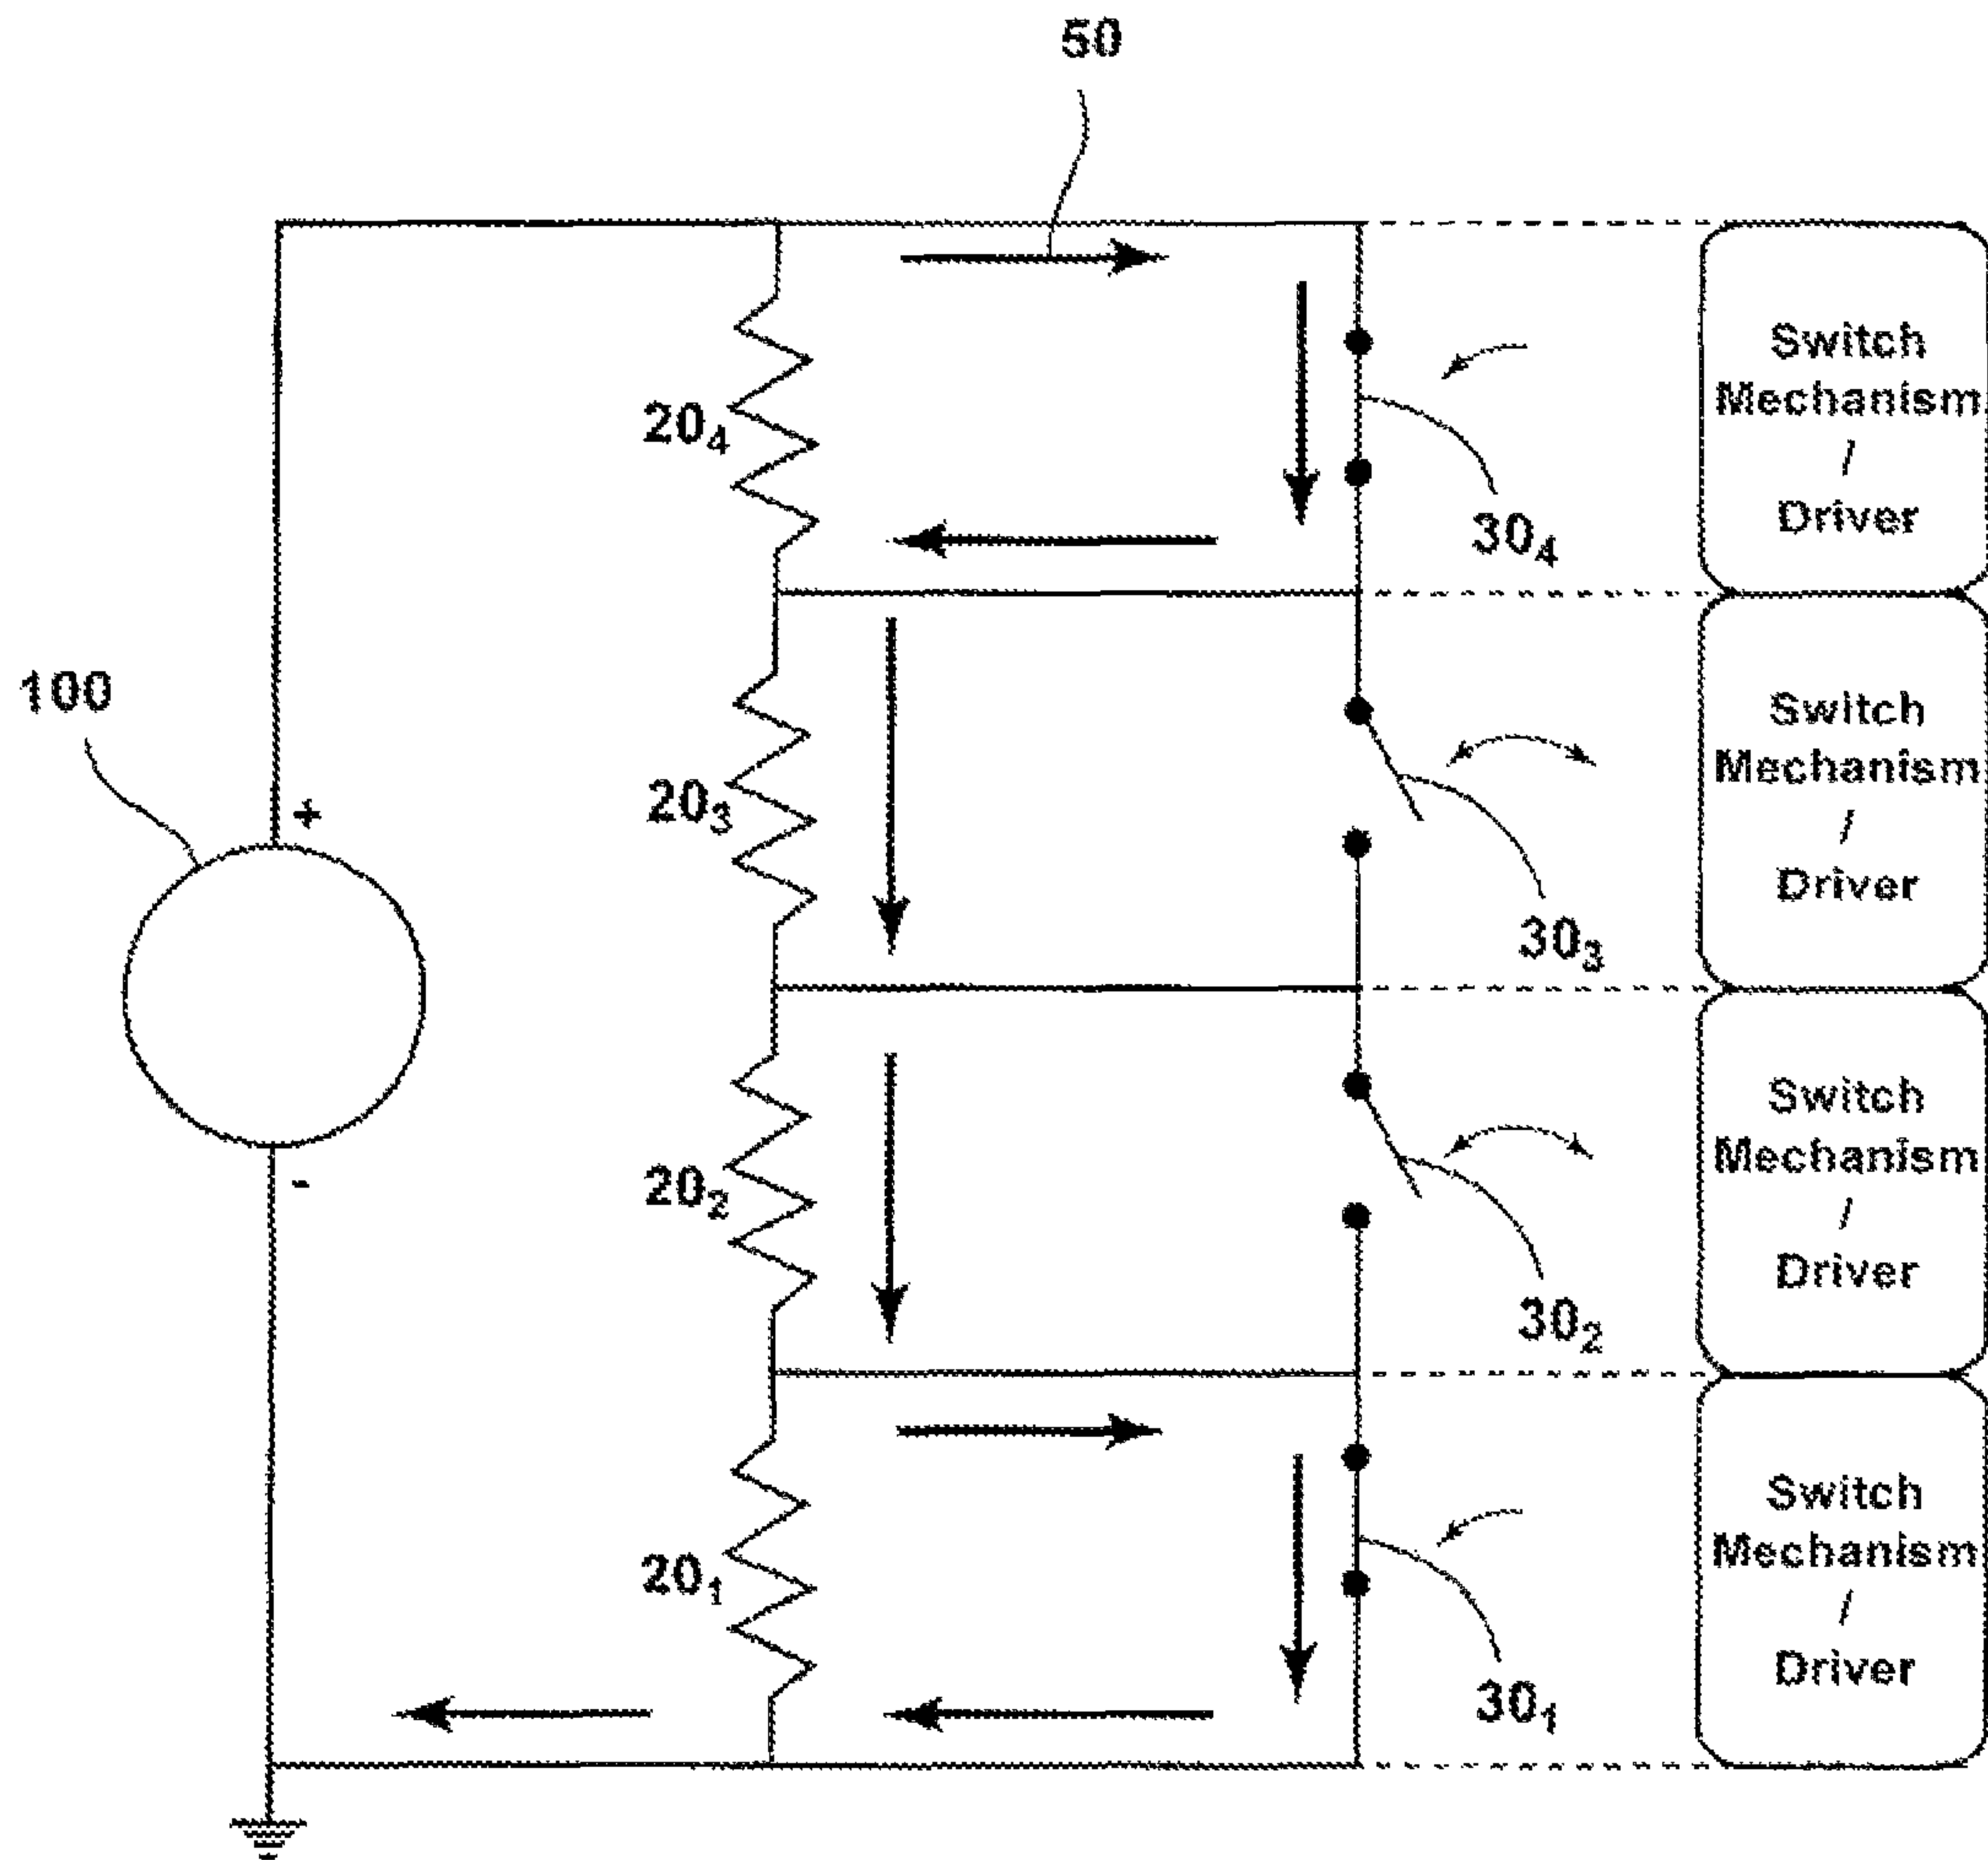 50
Switch
Mechanism
/
Driver
20₄
30₄
100
+
Switch
Mechanism
/
Driver
20₃
30₃
-
Switch
Mechanism
/
Driver
20₂
30₂
Switch
Mechanism
/
Driver
20₁
30₁